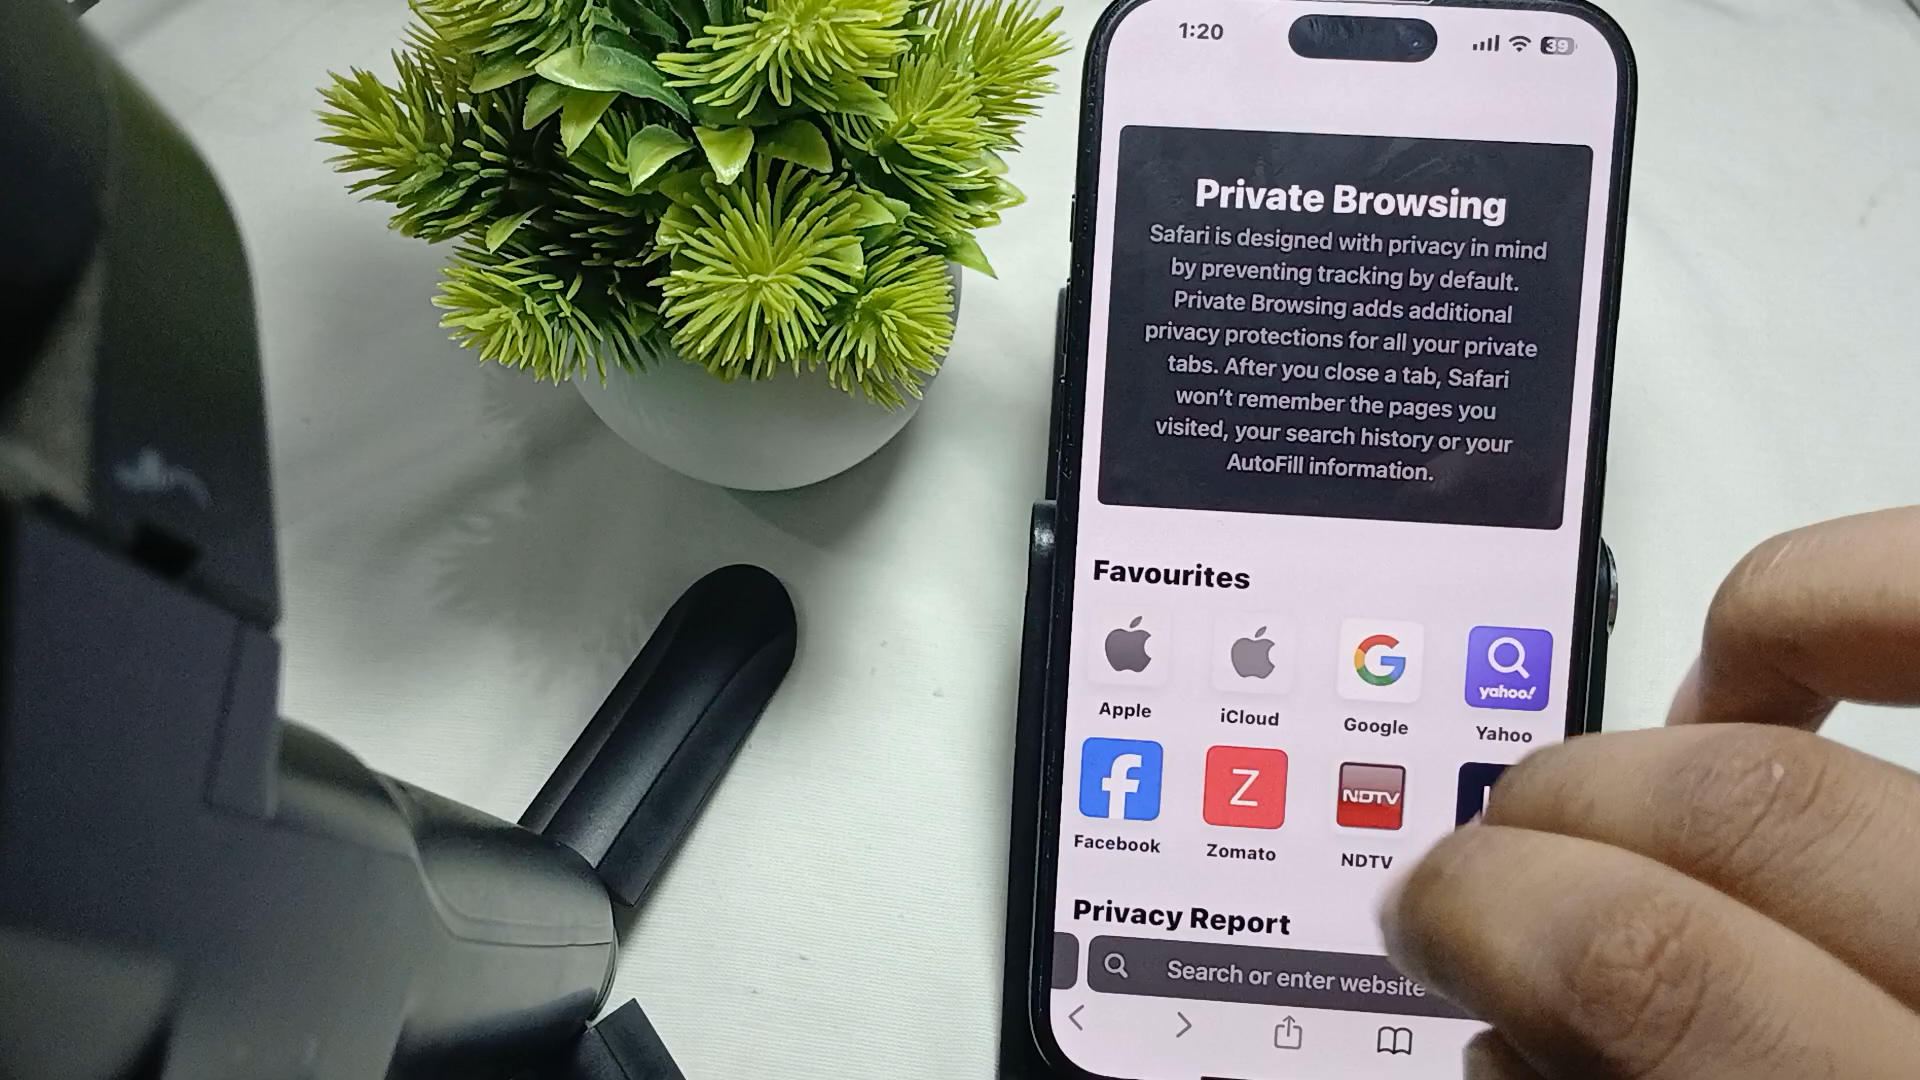 1:20
39
Private Browsing
Safari is designed with privacy in mind
by preventing tracking by default.
Private Browsing adds additional
privacy protections for all your private
tabs. After you close a tab, Safari
won't remember the pages you
visited, your search history or your
AutoFill information.
Favourites
yahoo!
Apple
iCloud
Google
Yahoo
Z
NDTV
Facebook
Zomato
NDTV
Privacy Report
Search or enter website